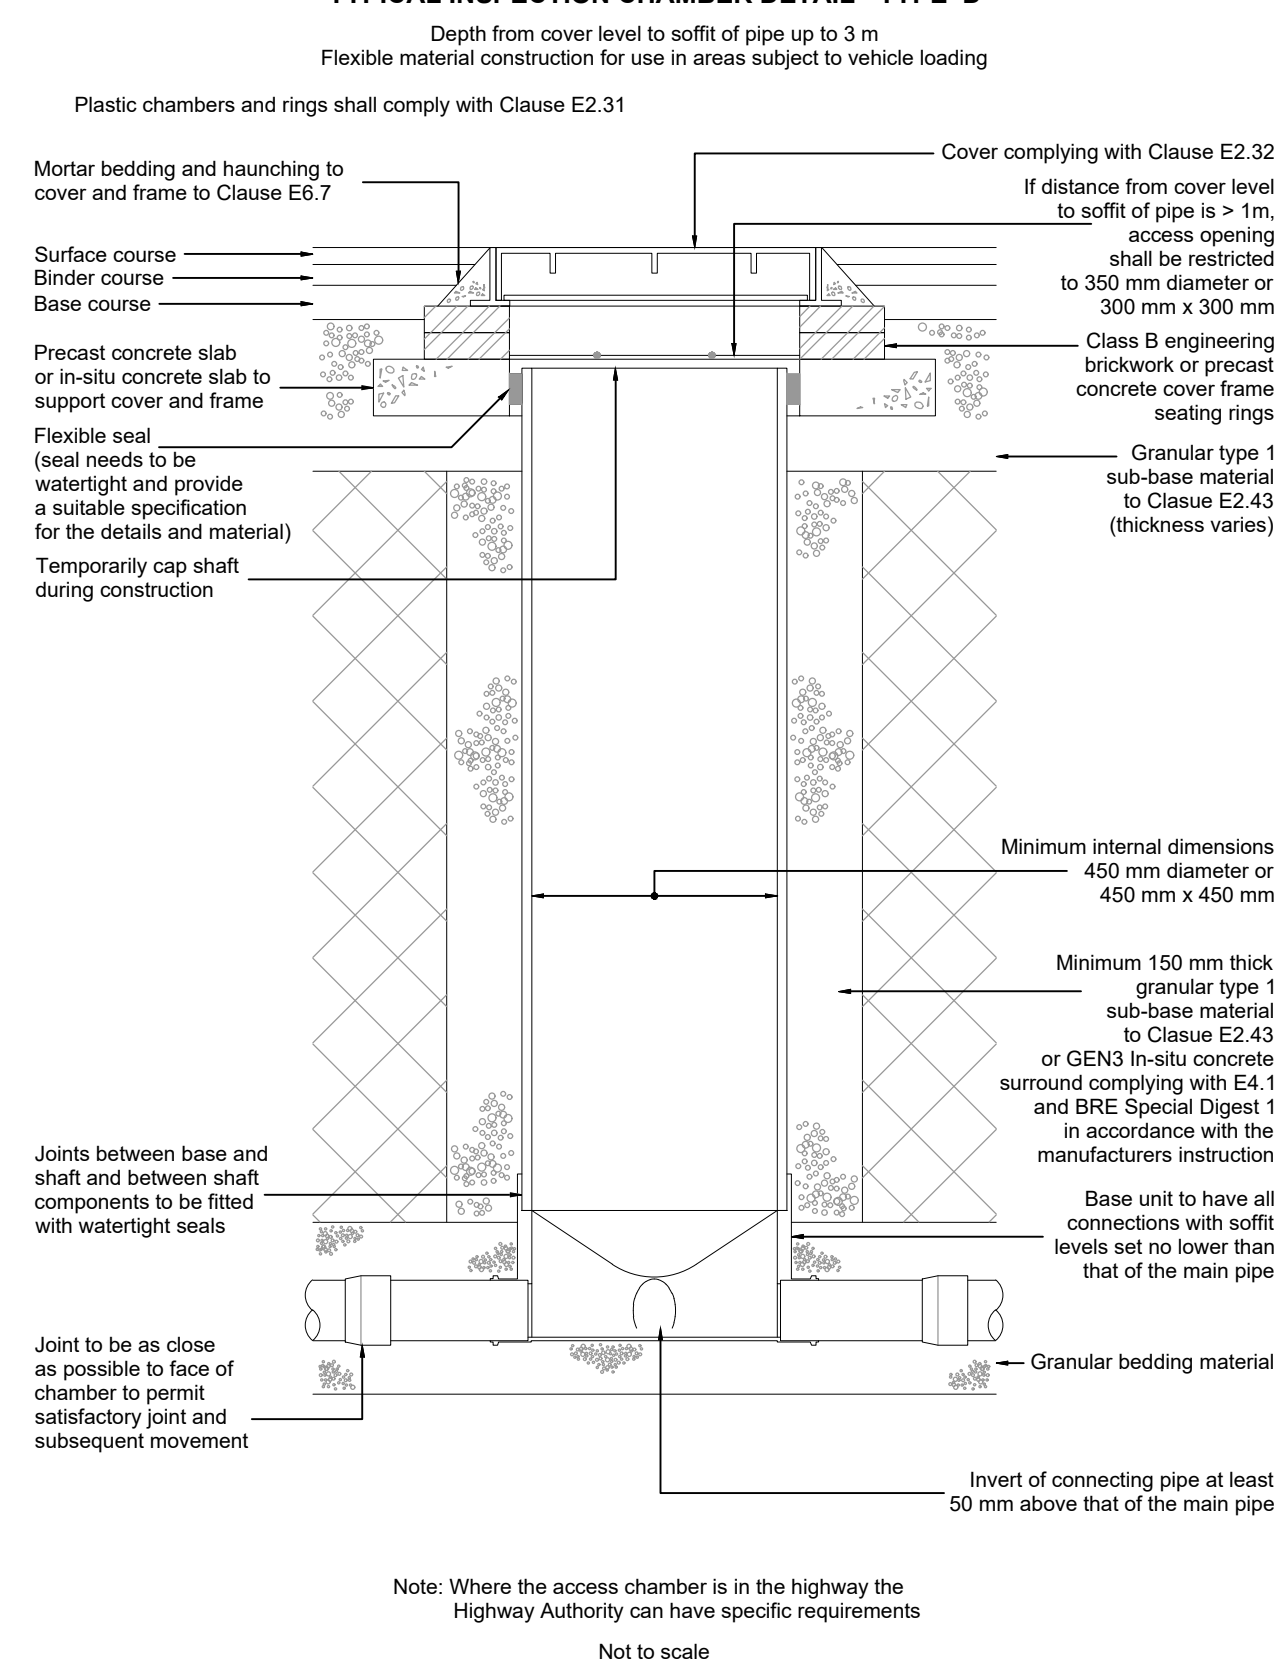 TYPICAL INSPECTION CHAMBER DETAIL - TYPE D
Depth from cover level to soffit of pipe up to 3 m
Flexible material construction for use in areas subject to vehicle loading
Plastic chambers and rings shall comply with Clause E2.31
Mortar bedding and haunching to
cover and frame to Clause E6.7
Surface course
Binder course
Base course
Precast concrete slab
or in-situ concrete slab to
support cover and frame
Flexible seal
(seal needs to be
watertight and provide
a suitable specification
for the details and material)
Temporarily cap shaft
during construction
Joints between base and
shaft and between shaft
components to be fitted
with watertight seals
Joint to be as close
as possible to face of
chamber to permit
satisfactory joint and
subsequent movement
Cover complying with Clause E2.32
If distance from cover level
to soffit of pipe is > 1m,
access opening
shall be restricted
to 350 mm diameter or
300 mm x 300 mm
Class B engineering
brickwork or precast
concrete cover frame
seating rings
Granular type 1
sub-base material
to Clasue E2.43
(thickness varies)
Minimum internal dimensions
450 mm diameter or
450 mm x 450 mm
Minimum 150 mm thick
granular type 1
sub-base material
to Clasue E2.43
or GEN3 In-situ concrete
surround complying with E4.1
and BRE Special Digest 1
in accordance with the
manufacturers instruction
Base unit to have all
connections with soffit
levels set no lower than
that of the main pipe
Granular bedding material
Invert of connecting pipe at least
50 mm above that of the main pipe
Note: Where the access chamber is in the highway the
Highway Authority can have specific requirements
Not to scale